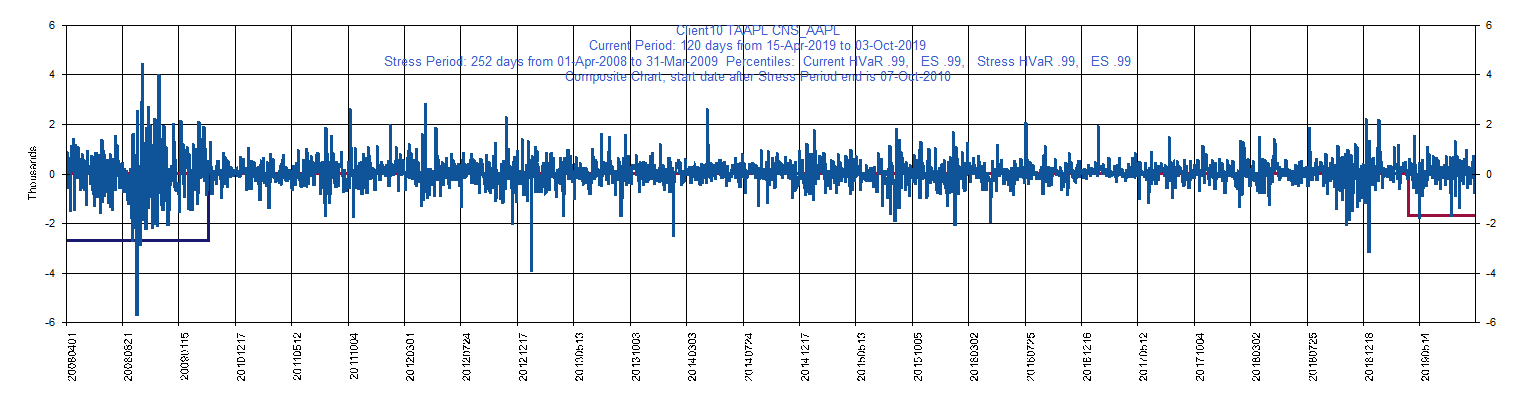 Client10 TAAPL CNS_AAPL
Current Period: 120 days from 15-Apr-2019 to 03-Oct-2019
Stress Period: 252 days from 01-Apr-2008 to 31-Mar-2009 Percentiles: Current HVaR .99, ES .99, Stress HVaR .99, ES .99
Composite Chart, start date after Stress Period end is 07-Oct-2010
6 6
4 4
2 2
0 0
-2 -2
-4 -4
-6 -6
Thousands
20080401 20080821 20090115 20101217 20110512 20111004 20120301 20120724 20121217 20130513 20131003 20140303 20140724 20141217 20150513 20151005 20160302 20160725 20161216 20170512 20171004 20180302 20180725 20181218 20190514